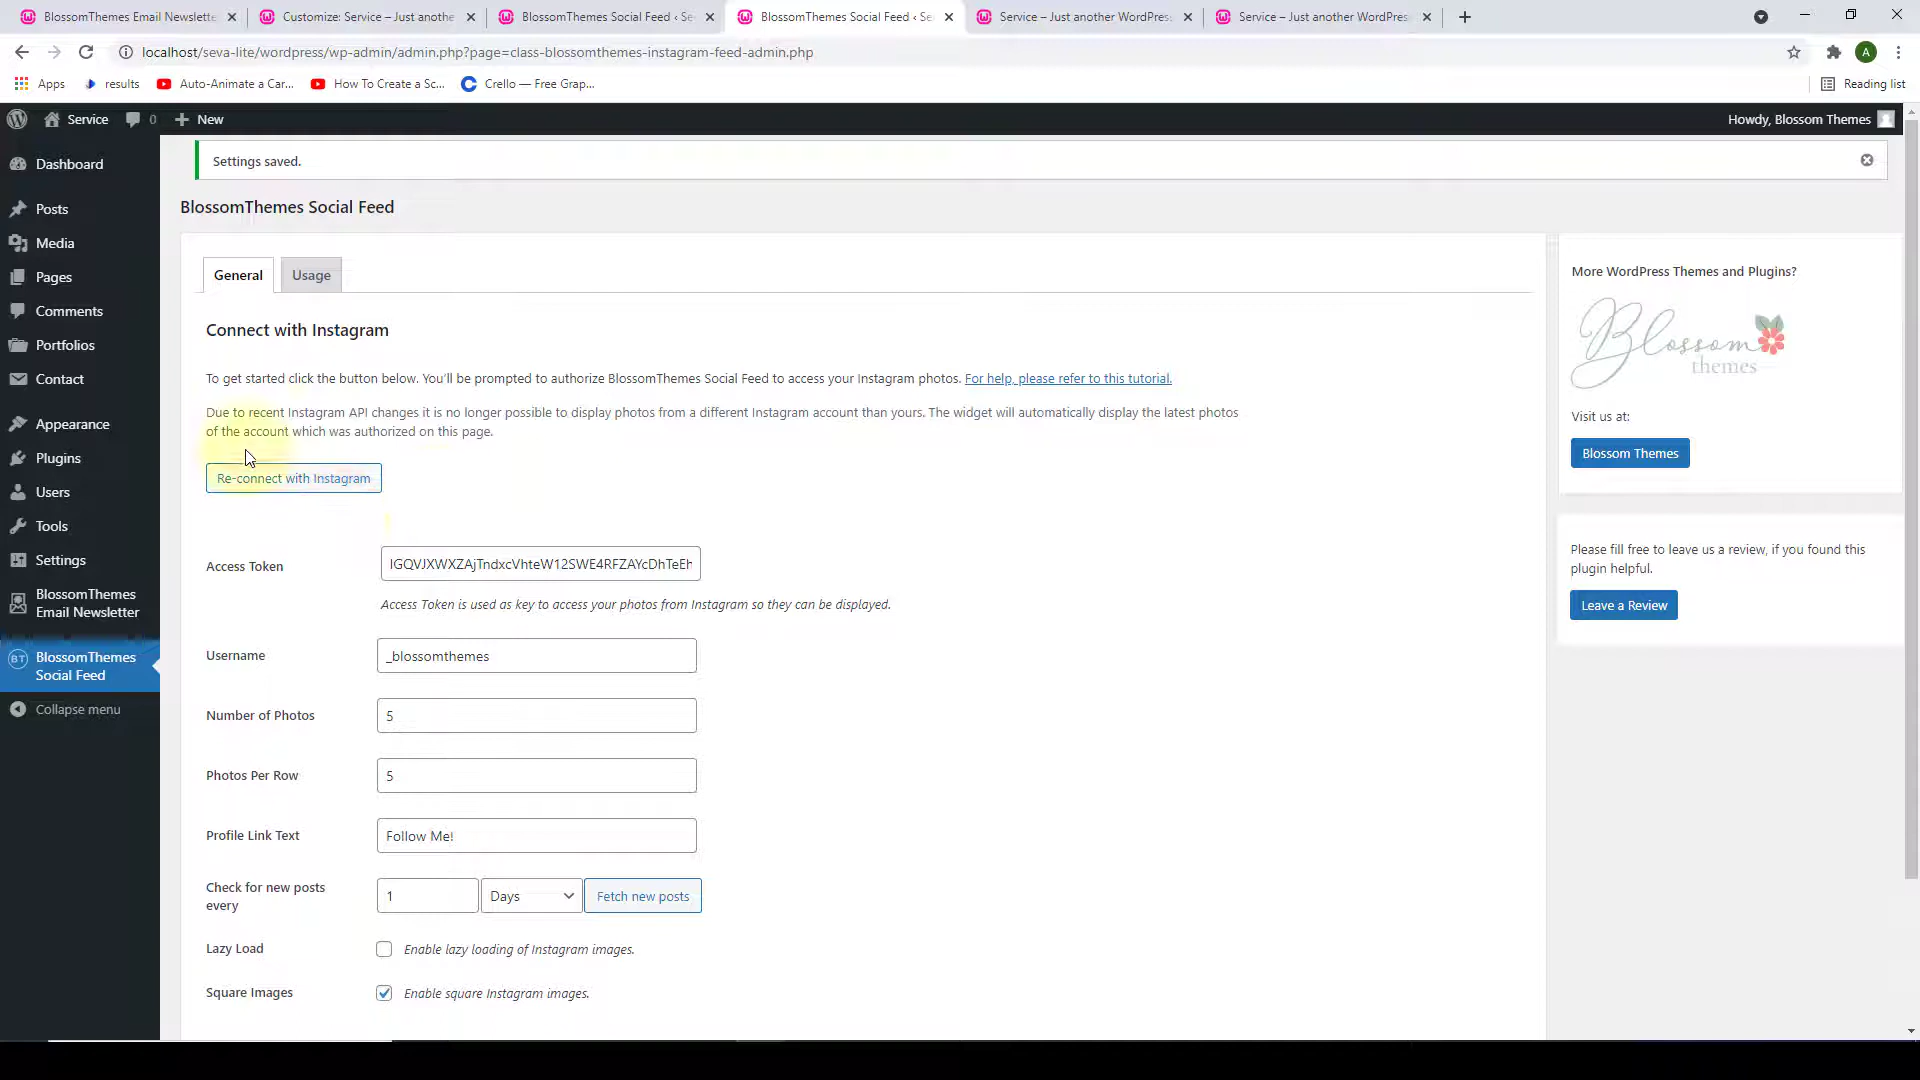 BlossomThemes Email Newslette
Customize: Service – Just anothe
BlossomThemes Social Feed ‹ Se
BlossomThemes Social Feed ‹ Se
Service – Just another WordPress
Service – Just another WordPress
localhost/seva-lite/wordpress/wp-admin/admin.php?page=class-blossomthemes-instagram-feed-admin.php
A
Apps
results
Auto-Animate a Car...
How To Create a Sc...
Crello — Free Grap...
Reading list
Service
0
New
Howdy, Blossom Themes
Dashboard
Posts
Media
Pages
Comments
Portfolios
Contact
Appearance
Plugins
Users
Tools
Settings
BlossomThemes
Email Newsletter
BT
BlossomThemes
Social Feed
Collapse menu
Settings saved.
BlossomThemes Social Feed
General
Usage
Connect with Instagram
To get started click the button below. You’ll be prompted to authorize BlossomThemes Social Feed to access your Instagram photos. For help, please refer to this tutorial.
Due to recent Instagram API changes it is no longer possible to display photos from a different Instagram account than yours. The widget will automatically display the latest photos
of the account which was authorized on this page.
Re-connect with Instagram
Access Token
IGQVJXWXZAjTndxcVhteW12SWE4RFZAYcDhTeEh
Access Token is used as key to access your photos from Instagram so they can be displayed.
Username
_blossomthemes
Number of Photos
5
Photos Per Row
5
Profile Link Text
Follow Me!
Check for new posts
every
1
Days
Fetch new posts
Lazy Load
Enable lazy loading of Instagram images.
Square Images
Enable square Instagram images.
More WordPress Themes and Plugins?
Blossom
themes
Visit us at:
Blossom Themes
Please fill free to leave us a review, if you found this
plugin helpful.
Leave a Review